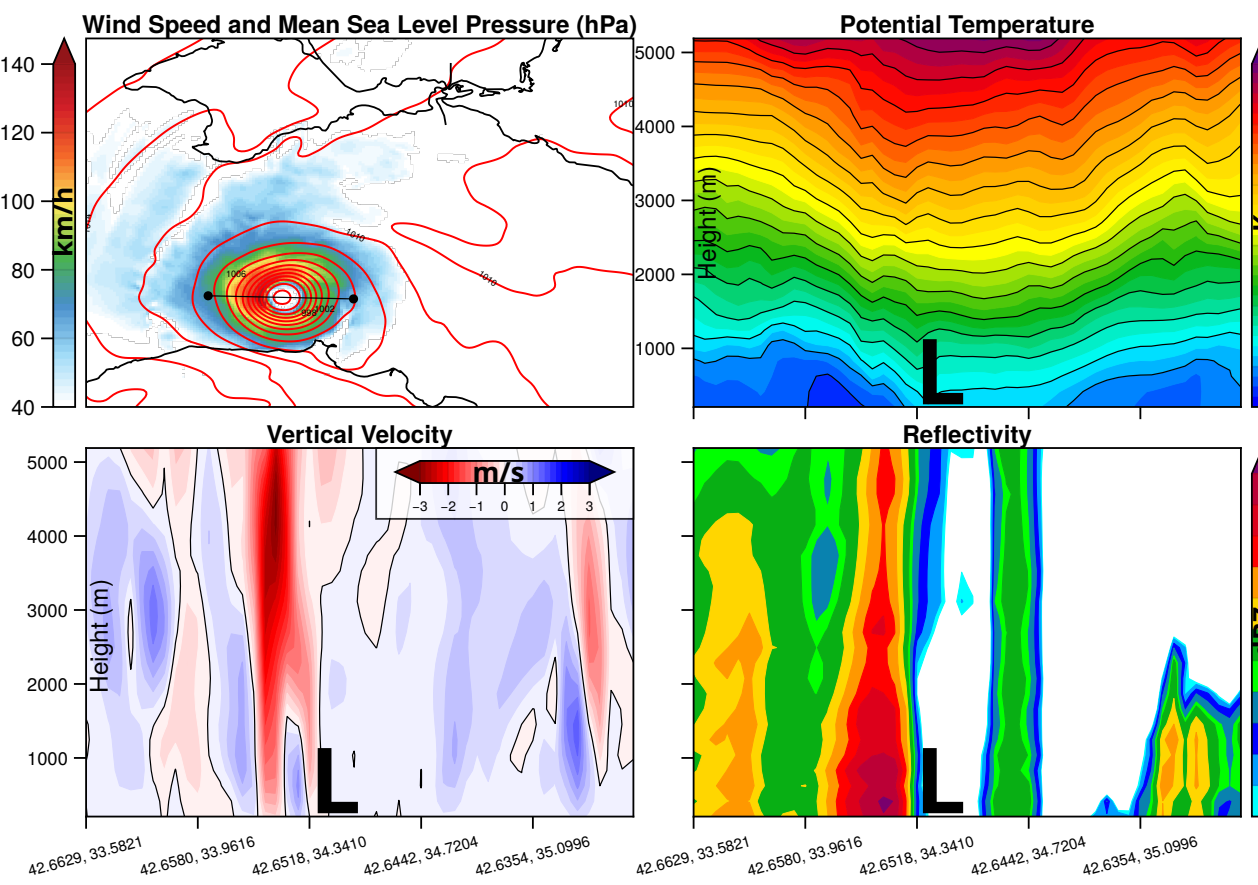 Wind Speed and Mean Sea Level Pressure (hPa)
140
120
100
80
60
40
km/h
1010
1006
1002
998
1010
1010
Potential Temperature
5000
4000
3000
2000
1000
Height (m)
Vertical Velocity
5000
4000
3000
2000
1000
Height (m)
m/s
−3 −2 −1 0 1 2 3
L
42.6629, 33.5821
42.6580, 33.9616
42.6518, 34.3410
42.6442, 34.7204
42.6354, 35.0996
L
Reflectivity
L
42.6629, 33.5821
42.6580, 33.9616
42.6518, 34.3410
42.6442, 34.7204
42.6354, 35.0996